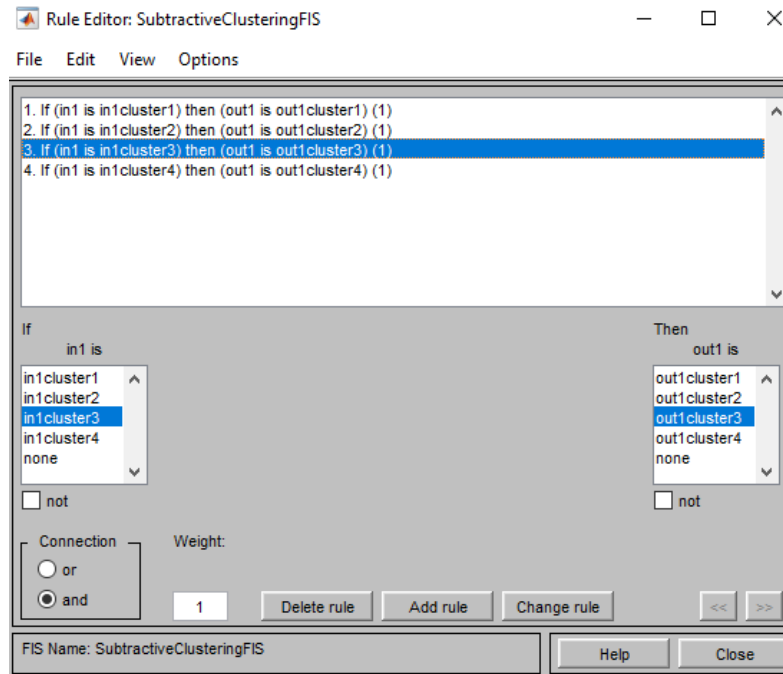 Rule Editor: SubtractiveClusteringFIS
File Edit View Options
1. If (in1 is in1cluster1) then (out1 is out1cluster1) (1)
2. If (in1 is in1cluster2) then (out1 is out1cluster2) (1)
3. If (in1 is in1cluster3) then (out1 is out1cluster3) (1)
4. If (in1 is in1cluster4) then (out1 is out1cluster4) (1)
If
in1 is
in1cluster1
in1cluster2
in1cluster3
in1cluster4
none
not
Then
out1 is
out1cluster1
out1cluster2
out1cluster3
out1cluster4
none
not
Connection
or
and
Weight:
1
Delete rule
Add rule
Change rule
<<
>>
FIS Name: SubtractiveClusteringFIS
Help
Close